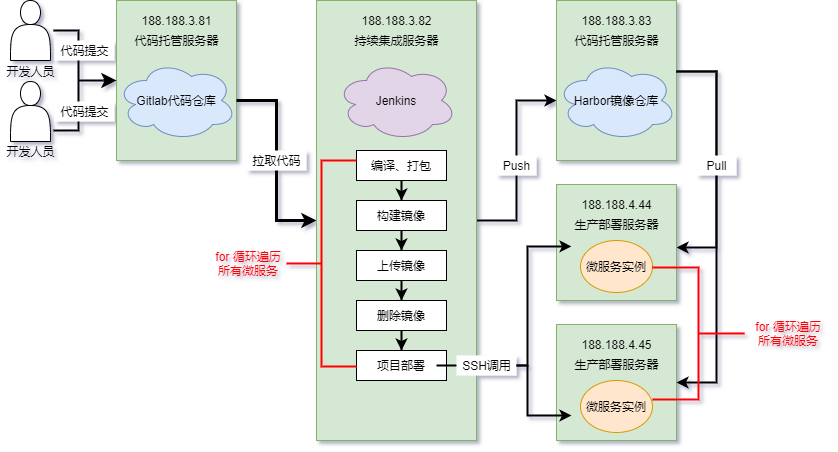 开发人员
代码提交
代码提交
开发人员
188.188.3.81
代码托管服务器
Gitlab代码仓库
拉取代码
188.188.3.82
持续集成服务器
Jenkins
编译、打包
构建镜像
上传镜像
删除镜像
项目部署
for 循环遍历
所有微服务
Push
SSH调用
188.188.3.83
代码托管服务器
Harbor镜像仓库
Pull
188.188.4.44
生产部署服务器
微服务实例
188.188.4.45
生产部署服务器
微服务实例
for 循环遍历
所有微服务